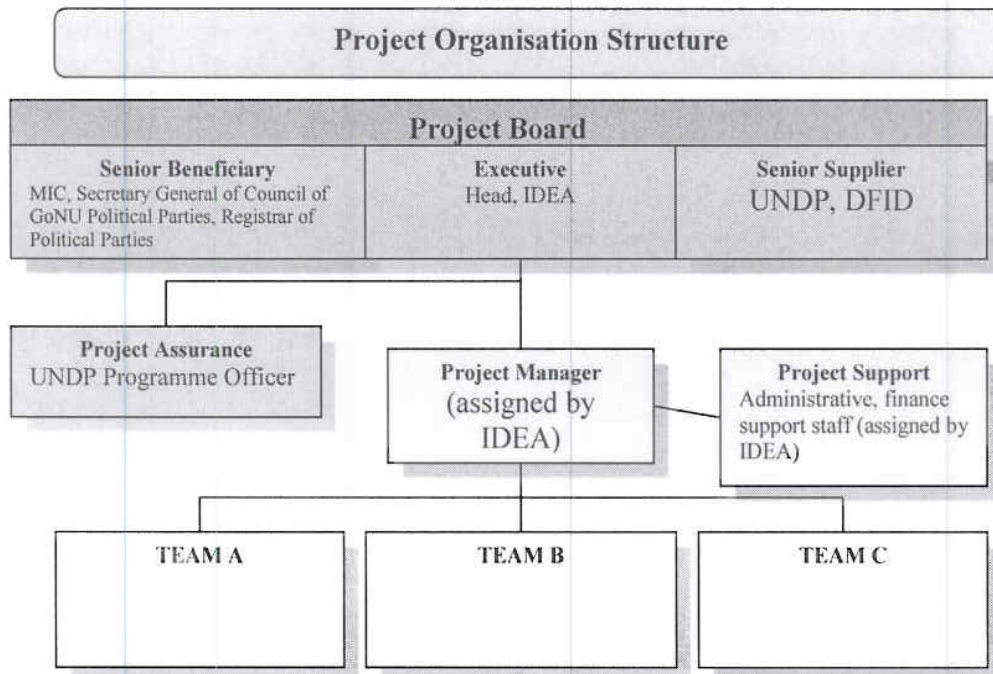 Project Organisation Structure
Project Board
Senior Beneficiary
MIC, Secretary General of Council of
GoNU Political Parties, Registrar of
Political Parties
Executive
Head, IDEA
Senior Supplier
UNDP, DFID
Project Assurance
UNDP Programme Officer
Project Manager
(assigned by
IDEA)
Project Support
Administrative, finance
support staff (assigned by
IDEA)
TEAM A
TEAM B
TEAM C